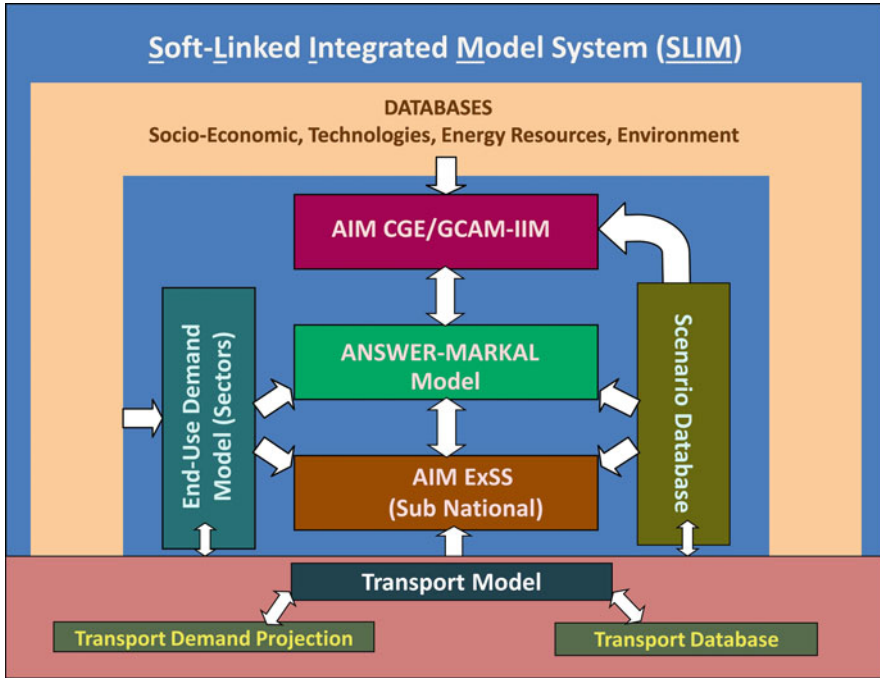 Soft-Linked Integrated Model System (SLIM)
DATABASES
Socio-Economic, Technologies, Energy Resources, Environment
AIM CGE/GCAM-IIM
ANSWER-MARKAL
Model
AIM ExSS
(Sub National)
End-Use Demand
Model (Sectors)
Scenario Database
Transport Model
Transport Demand Projection
Transport Database